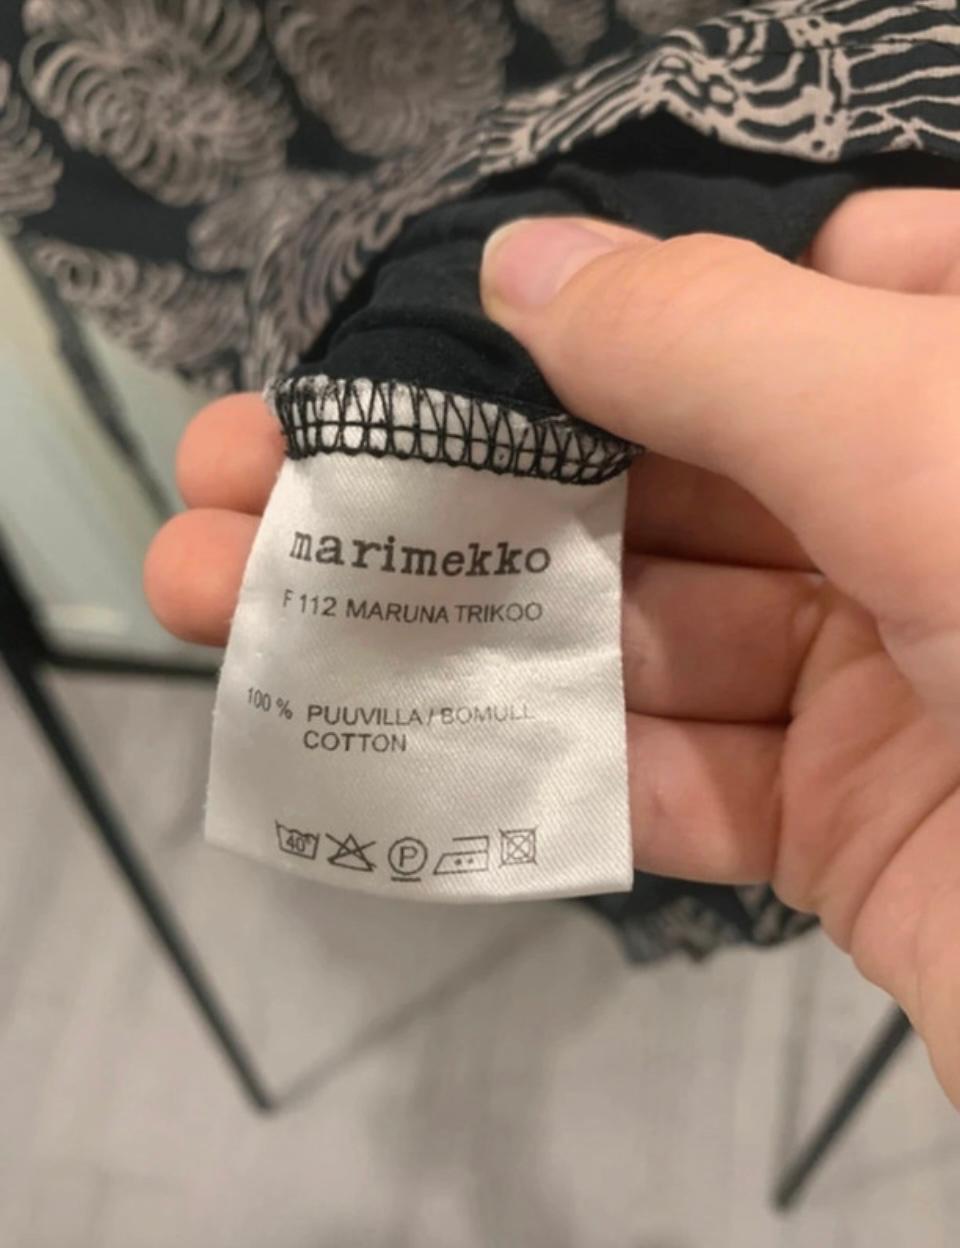 marimekko
F 112 MARUNA TRIKOO
100 % PUUVILLA / BOMULL
COTTON
40°
P